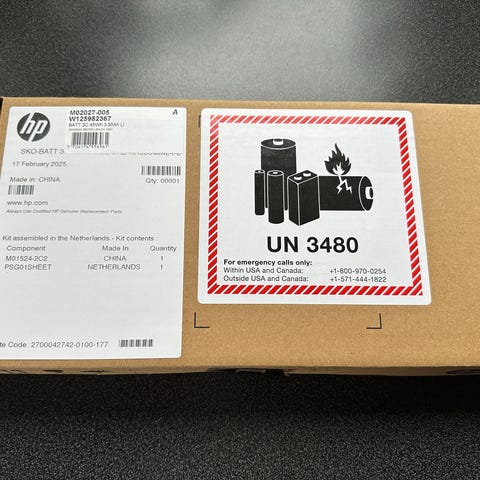 hp
M02027-005 A
W125982367
BATT 3C 45Wh 3.95Ah LI
SKO-BATT 3
17 February 2025
Made in: CHINA
Qty: 00001
www.hp.com
Always Use Certified HP Genuine Replacement Parts.
Kit assembled in the Netherlands - Kit contents
Component Made In Quantity
M01524-2C2 CHINA 1
PSG01SHEET NETHERLANDS 1
te Code: 2700042742-0100-177
UN 3480
For emergency calls only:
Within USA and Canada: +1-800-970-0254
Outside USA and Canada: +1-571-444-1822